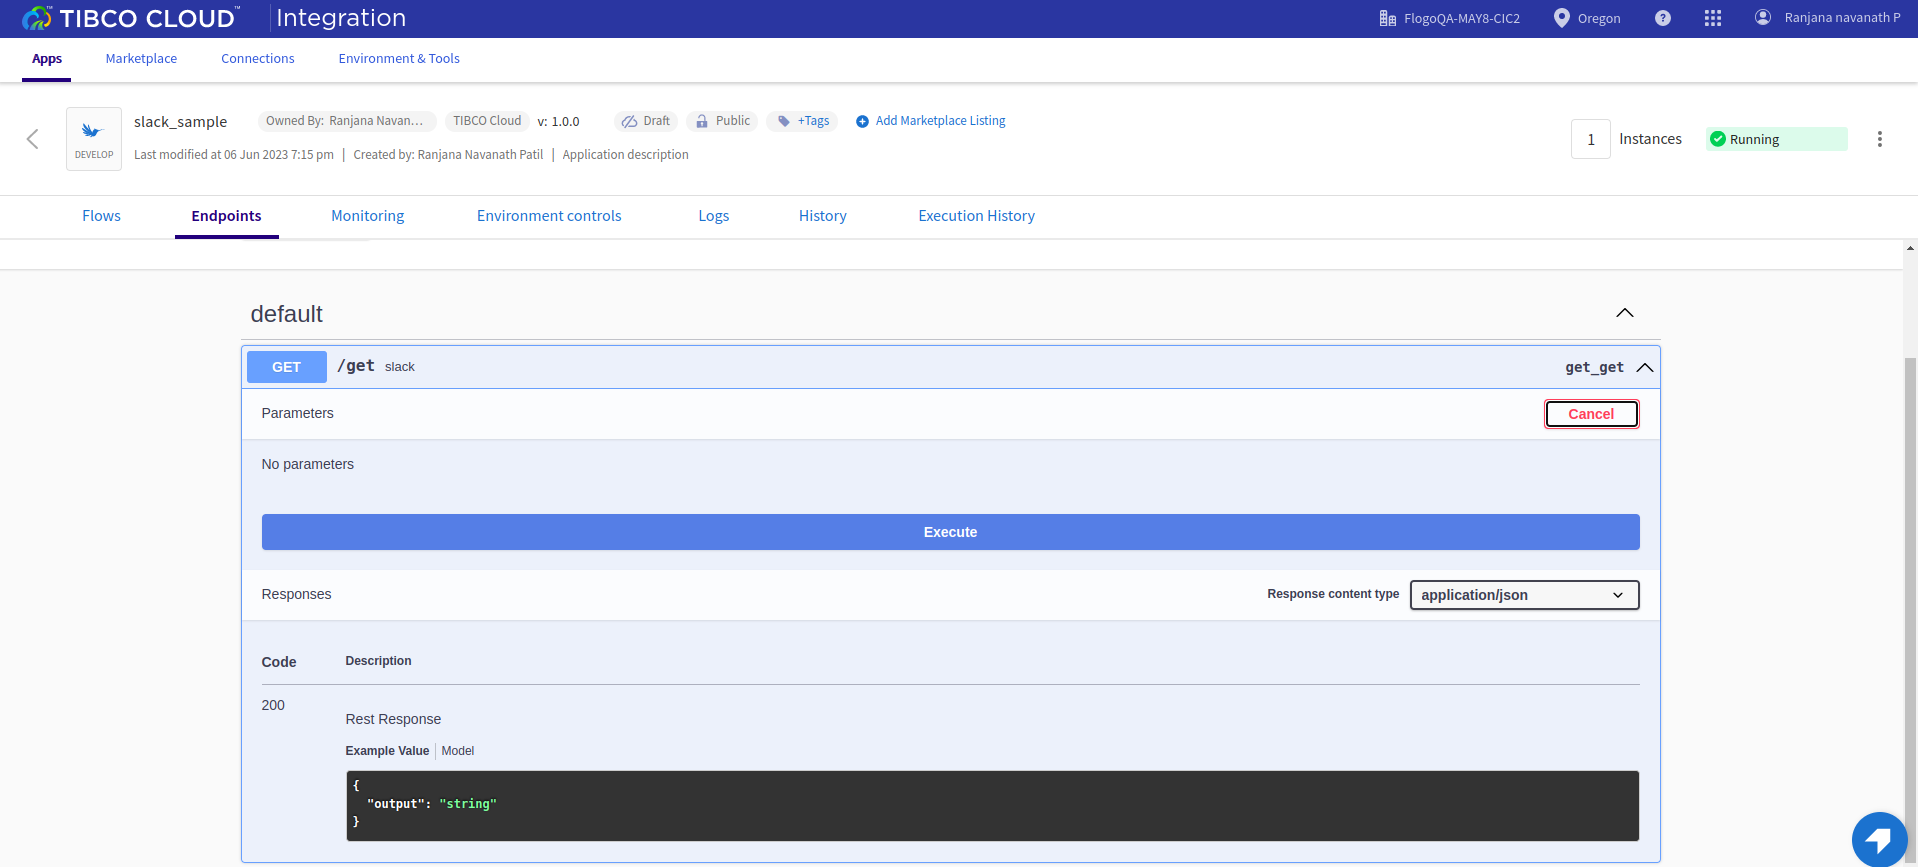 TIBCO CLOUD™ Integration FlogoQA-MAY8-CIC2 Oregon ? Ranjana navanath P
Apps Marketplace Connections Environment & Tools
slack_sample Owned By: Ranjana Navan... TIBCO Cloud v: 1.0.0 Draft Public +Tags Add Marketplace Listing
DEVELOP
Last modified at 06 Jun 2023 7:15 pm | Created by: Ranjana Navanath Patil | Application description
1 Instances Running
Flows Endpoints Monitoring Environment controls Logs History Execution History
default
GET /get slack get_get
Parameters Cancel
No parameters
Execute
Responses Response content type application/json
Code Description
200
Rest Response
Example Value | Model
{
"output": "string"
}